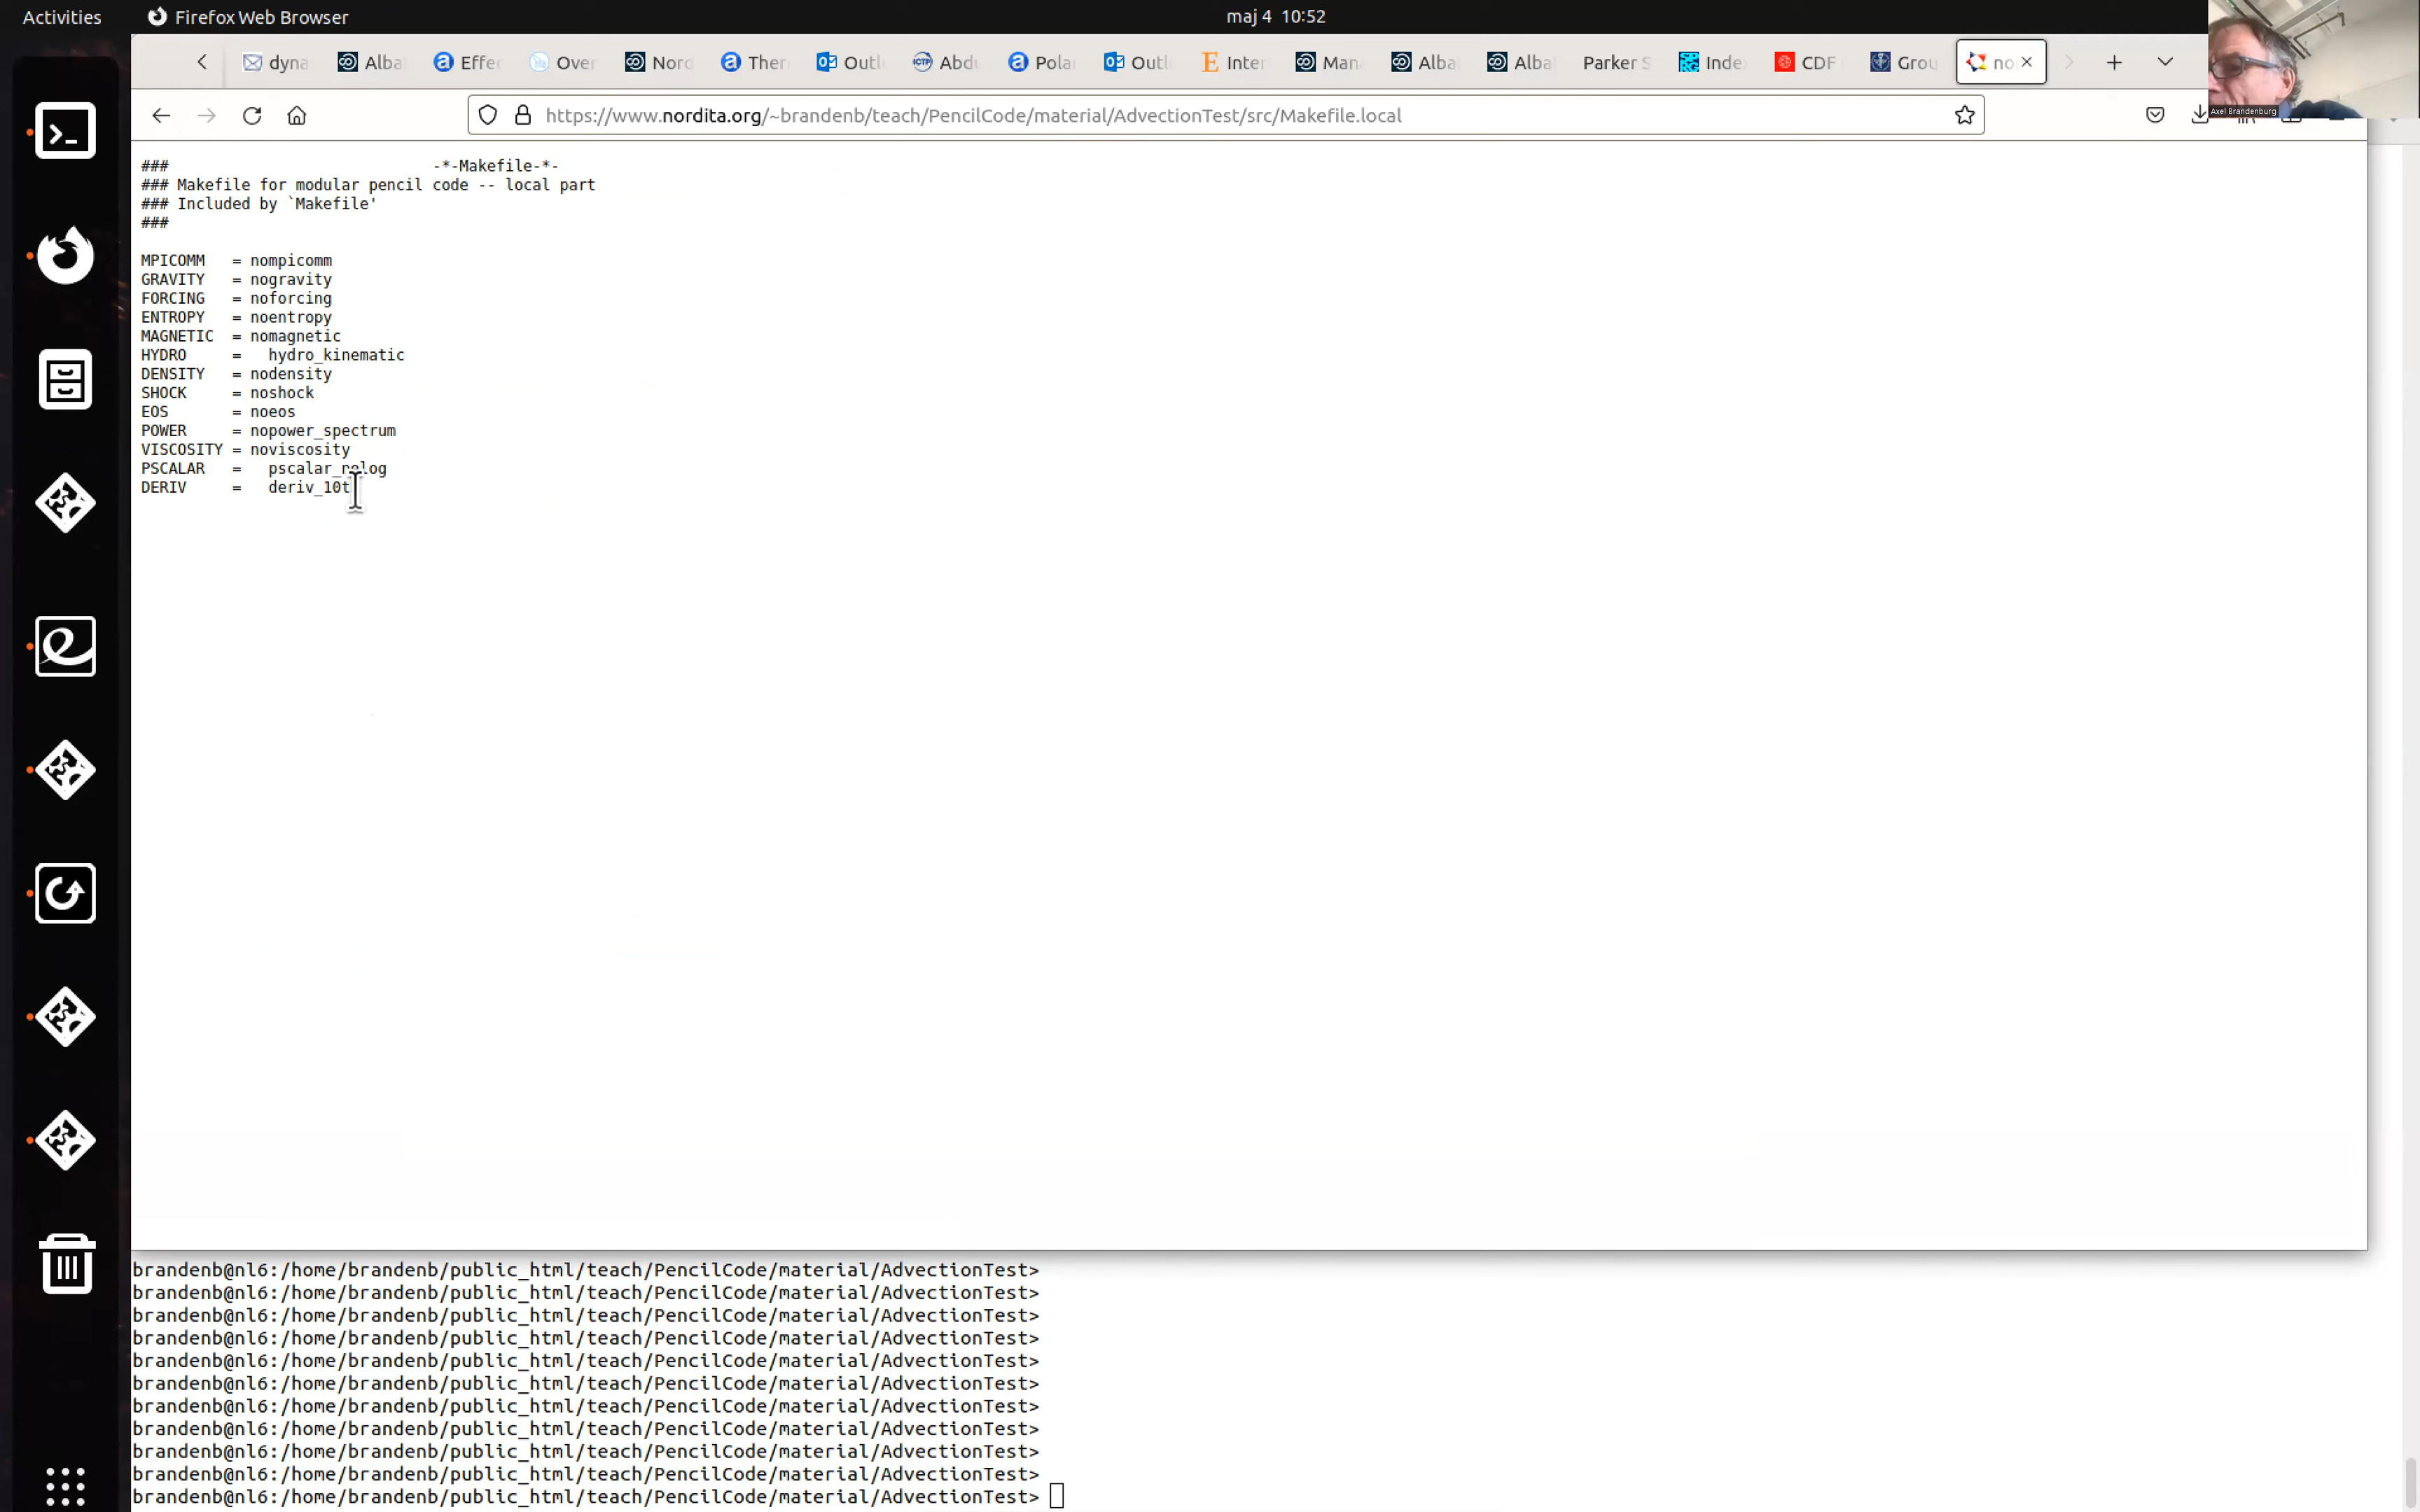 Activities
Firefox Web Browser
maj 4 10:52
dyna
Alba
Effe
Over
Nord
Ther
Outl
ICTP
Abdu
Pola
Outl
Inter
Man
Alba
Alba
Parker S
Inde
CDF
Grou
no
https://www.nordita.org/~brandenb/teach/PencilCode/material/AdvectionTest/src/Makefile.local
Axel Brandenburg
### -*-Makefile-*-
### Makefile for modular pencil code -- local part
### Included by `Makefile'
###
MPICOMM = nompicomm
GRAVITY = nogravity
FORCING = noforcing
ENTROPY = noentropy
MAGNETIC = nomagnetic
HYDRO = hydro_kinematic
DENSITY = nodensity
SHOCK = noshock
EOS = noeos
POWER = nopower_spectrum
VISCOSITY = noviscosity
PSCALAR = pscalar_nolog
DERIV = deriv_10t
brandenb@nl6:/home/brandenb/public_html/teach/PencilCode/material/AdvectionTest>
brandenb@nl6:/home/brandenb/public_html/teach/PencilCode/material/AdvectionTest>
brandenb@nl6:/home/brandenb/public_html/teach/PencilCode/material/AdvectionTest>
brandenb@nl6:/home/brandenb/public_html/teach/PencilCode/material/AdvectionTest>
brandenb@nl6:/home/brandenb/public_html/teach/PencilCode/material/AdvectionTest>
brandenb@nl6:/home/brandenb/public_html/teach/PencilCode/material/AdvectionTest>
brandenb@nl6:/home/brandenb/public_html/teach/PencilCode/material/AdvectionTest>
brandenb@nl6:/home/brandenb/public_html/teach/PencilCode/material/AdvectionTest>
brandenb@nl6:/home/brandenb/public_html/teach/PencilCode/material/AdvectionTest>
brandenb@nl6:/home/brandenb/public_html/teach/PencilCode/material/AdvectionTest>
brandenb@nl6:/home/brandenb/public_html/teach/PencilCode/material/AdvectionTest>